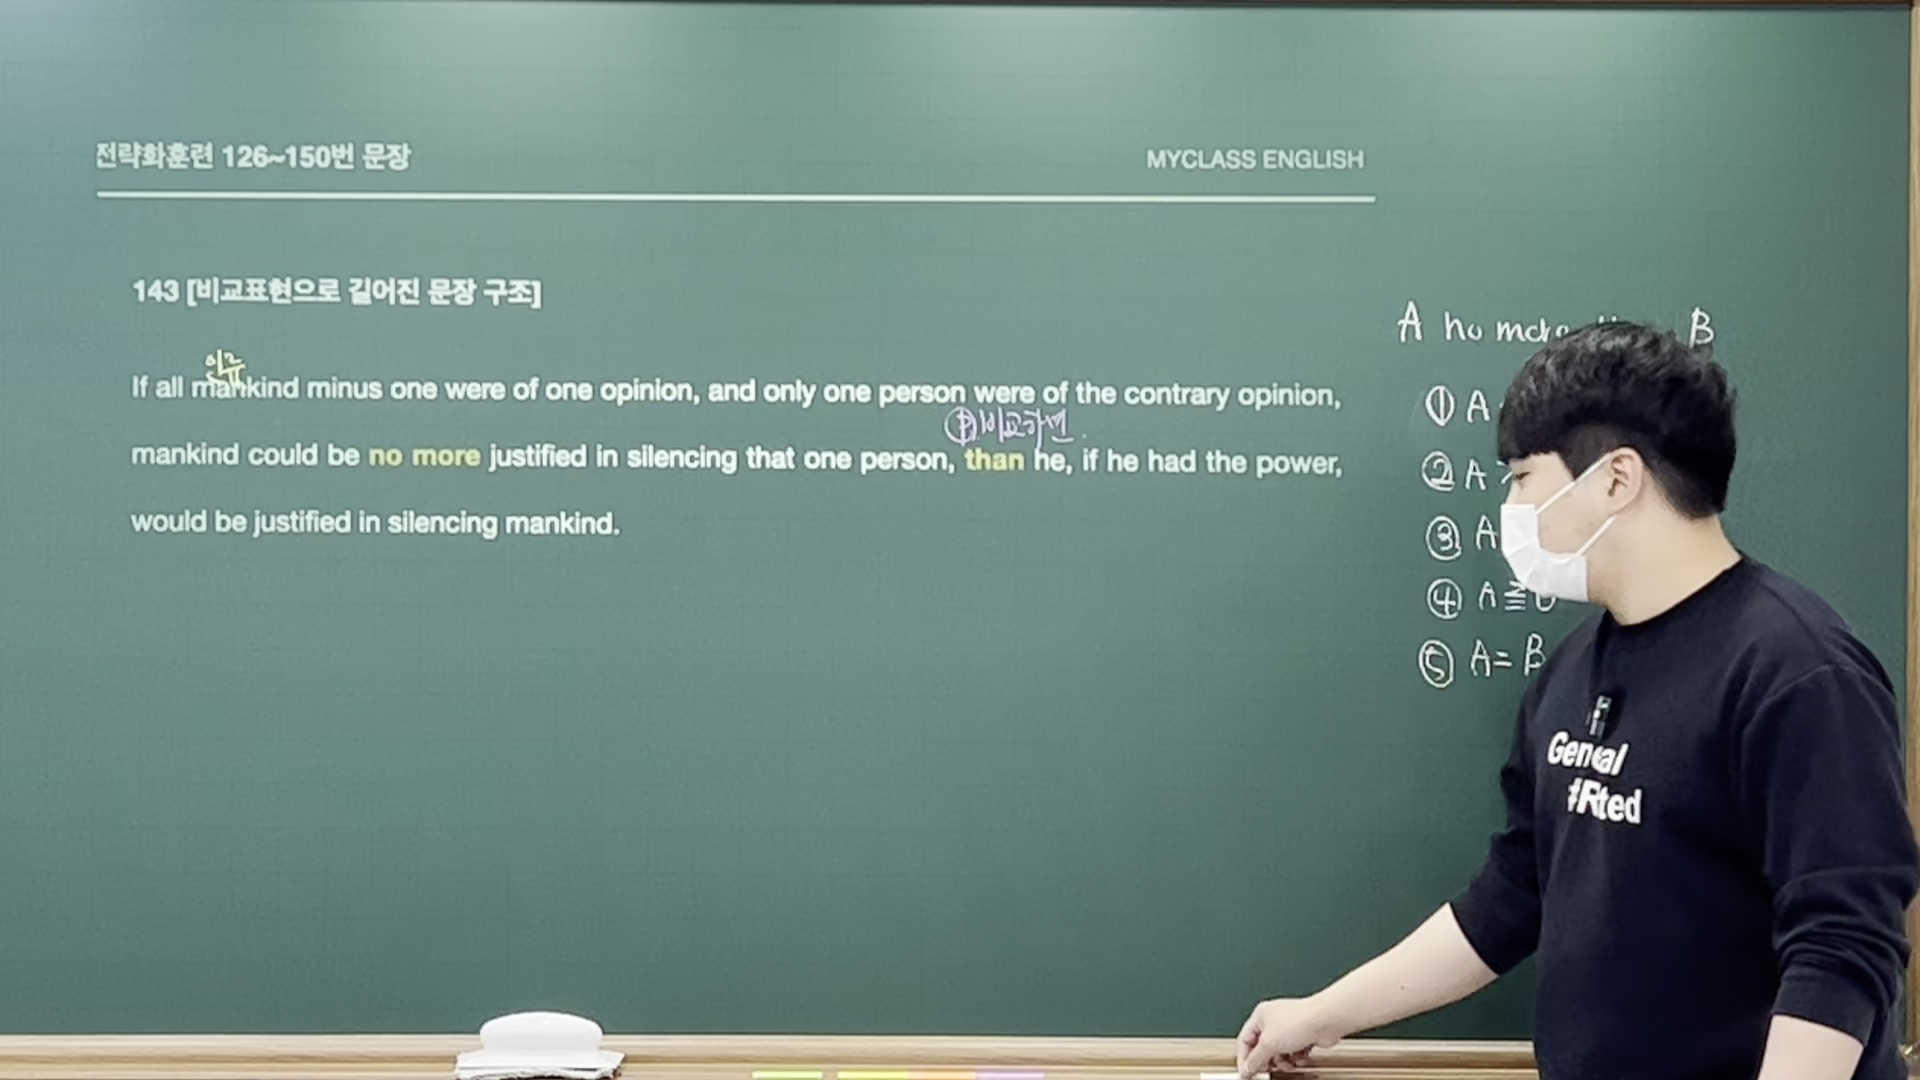 전략화훈련 126~150번 문장
MYCLASS ENGLISH
143 [비교표현으로 길어진 문장 구조]
인류
If all mankind minus one were of one opinion, and only one person were of the contrary opinion,
비교하면
mankind could be no more justified in silencing that one person, than he, if he had the power,
would be justified in silencing mankind.
A no more B
① A
② A
③ A
④ A
⑤ A = B